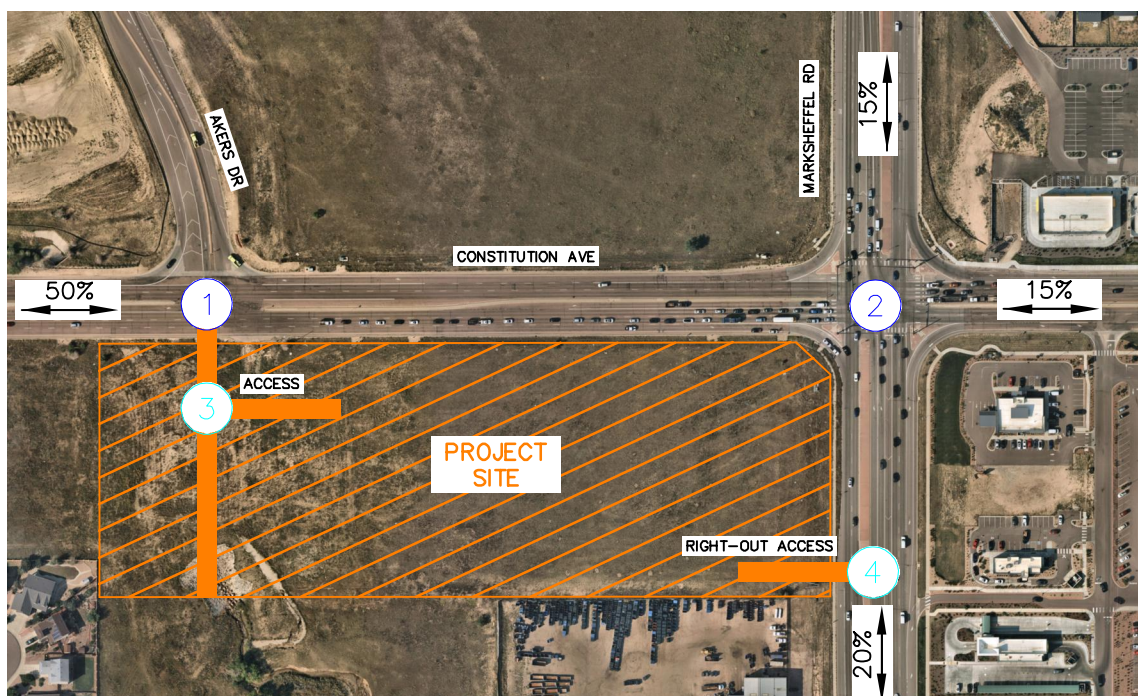 15%
MARKSHEFFEL RD
AKERS DR
CONSTITUTION AVE
50%
1
2
15%
ACCESS
3
PROJECT
SITE
RIGHT-OUT ACCESS
4
20%